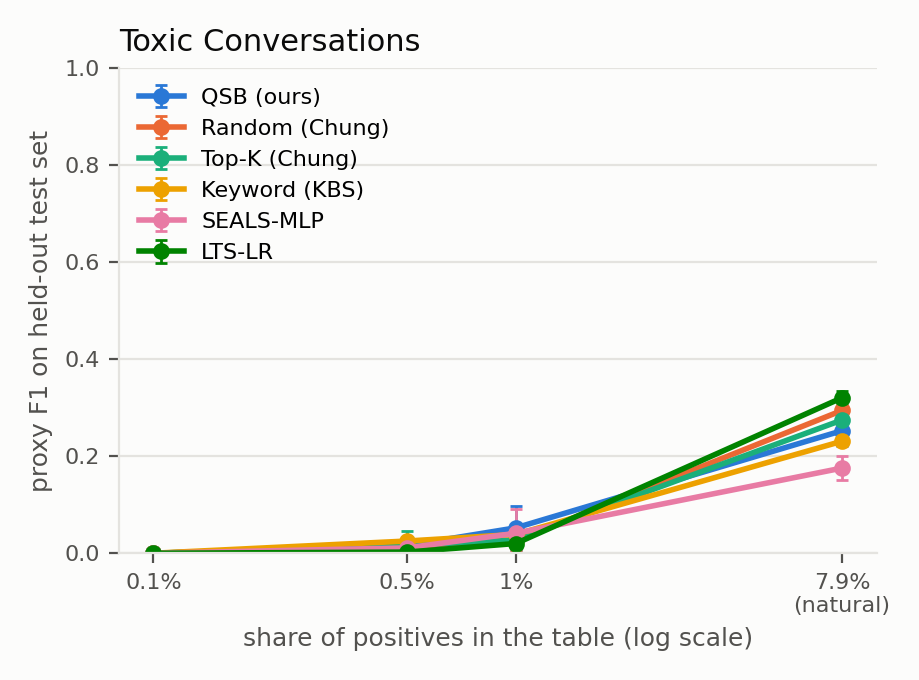 Toxic Conversations
proxy F1 on held-out test set
1.0
0.8
0.6
0.4
0.2
0.0
QSB (ours)
Random (Chung)
Top-K (Chung)
Keyword (KBS)
SEALS-MLP
LTS-LR
0.1%
0.5%
1%
7.9%
(natural)
share of positives in the table (log scale)